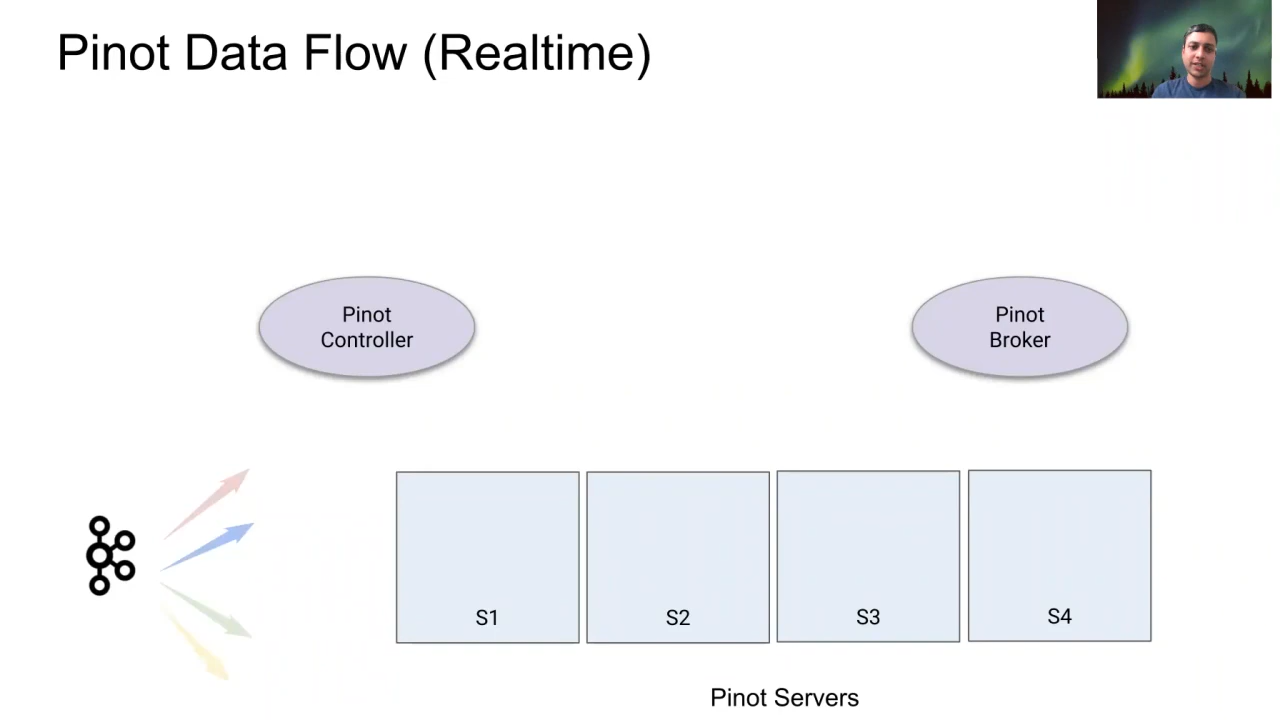 Pinot Data Flow (Realtime)
Pinot
Controller
Pinot
Broker
S1
S2
S3
S4
Pinot Servers